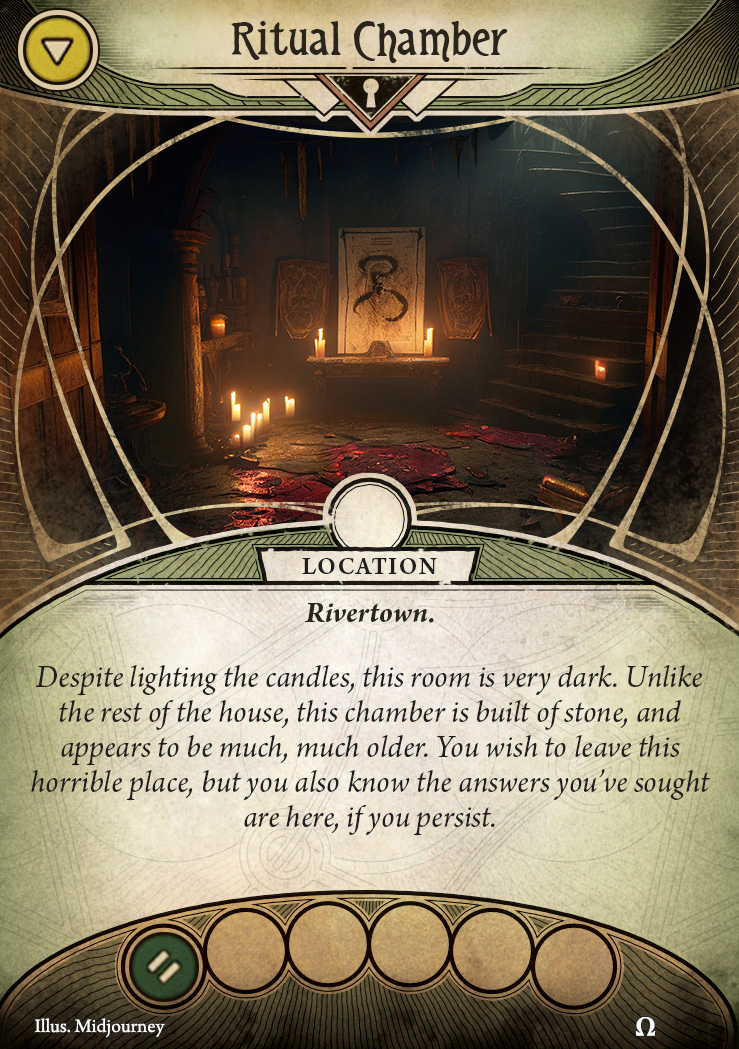 Ritual Chamber
LOCATION
Rivertown.
Despite lighting the candles, this room is very dark. Unlike
the rest of the house, this chamber is built of stone, and
appears to be much, much older. You wish to leave this
horrible place, but you also know the answers you've sought
are here, if you persist.
Illus. Midjourney
Ω